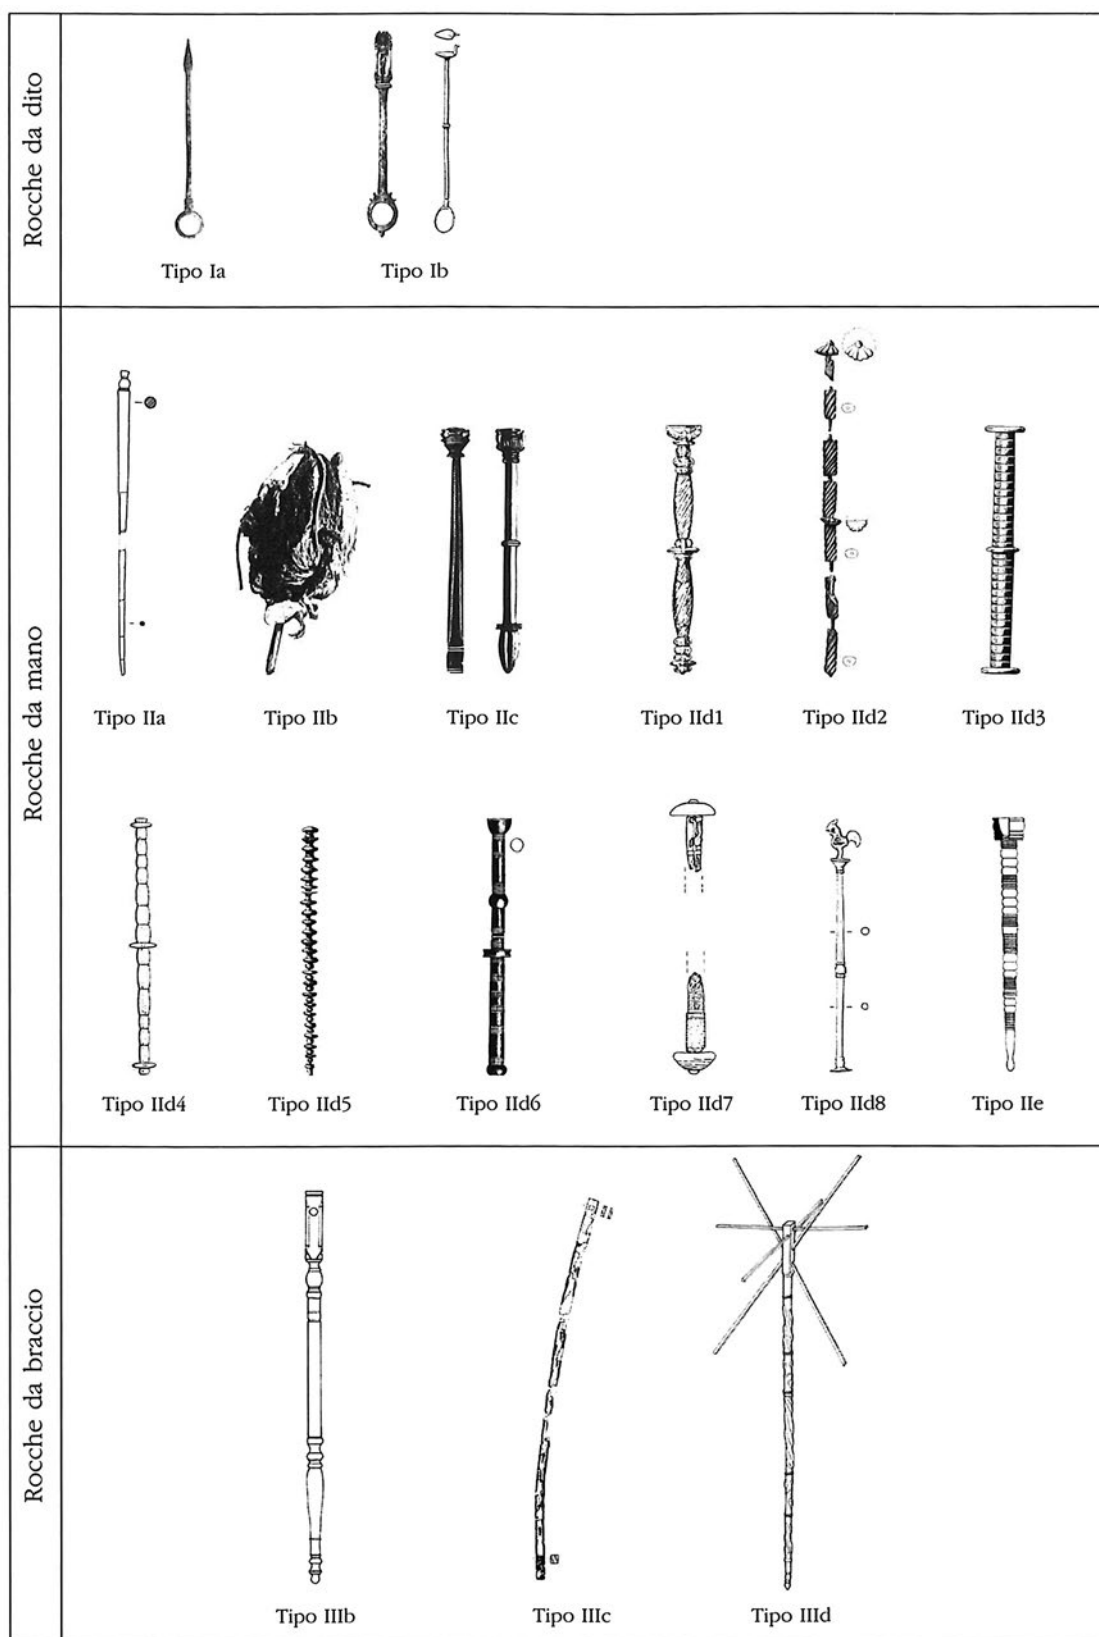 Rocche da dito
Tipo Ia
Tipo Ib
Rocche da mano
Tipo IIa
Tipo IIb
Tipo IIc
Tipo IId1
Tipo IId2
Tipo IId3
Tipo IId4
Tipo IId5
Tipo IId6
Tipo IId7
Tipo IId8
Tipo IIe
Rocche da braccio
Tipo IIIb
Tipo IIIc
Tipo IIId